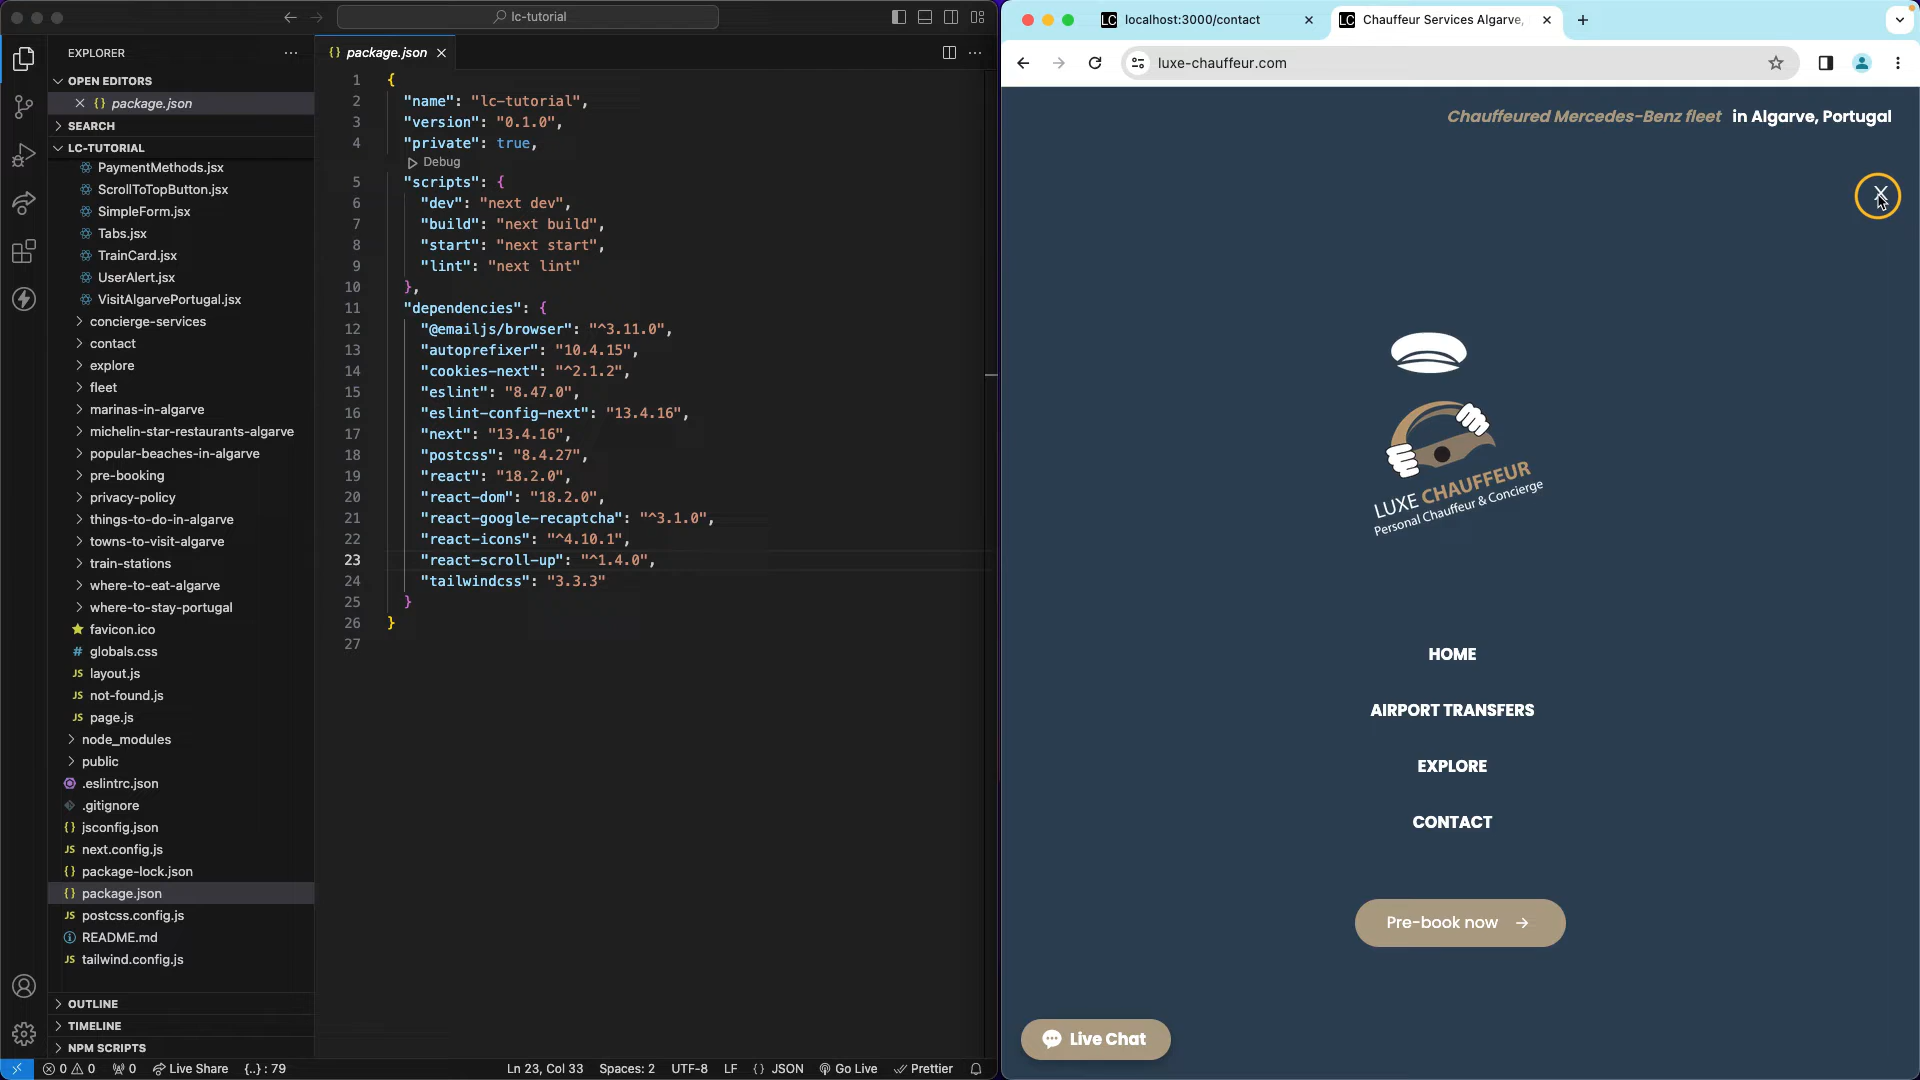 lc-tutorial
EXPLORER
OPEN EDITORS
{} package.json
SEARCH
LC-TUTORIAL
PaymentMethods.jsx
ScrollToTopButton.jsx
SimpleForm.jsx
Tabs.jsx
TrainCard.jsx
UserAlert.jsx
VisitAlgarvePortugal.jsx
concierge-services
contact
explore
fleet
marinas-in-algarve
michelin-star-restaurants-algarve
popular-beaches-in-algarve
pre-booking
privacy-policy
things-to-do-in-algarve
towns-to-visit-algarve
train-stations
where-to-eat-algarve
where-to-stay-portugal
favicon.ico
# globals.css
JS layout.js
JS not-found.js
JS page.js
node_modules
public
.eslintrc.json
.gitignore
{} jsconfig.json
JS next.config.js
{} package-lock.json
{} package.json
JS postcss.config.js
README.md
JS tailwind.config.js
OUTLINE
TIMELINE
NPM SCRIPTS
{} package.json
1 {
2 "name": "lc-tutorial",
3 "version": "0.1.0",
4 "private": true,
Debug
5 "scripts": {
6 "dev": "next dev",
7 "build": "next build",
8 "start": "next start",
9 "lint": "next lint"
10 },
11 "dependencies": {
12 "@emailjs/browser": "^3.11.0",
13 "autoprefixer": "10.4.15",
14 "cookies-next": "^2.1.2",
15 "eslint": "8.47.0",
16 "eslint-config-next": "13.4.16",
17 "next": "13.4.16",
18 "postcss": "8.4.27",
19 "react": "18.2.0",
20 "react-dom": "18.2.0",
21 "react-google-recaptcha": "^3.1.0",
22 "react-icons": "^4.10.1",
23 "react-scroll-up": "^1.4.0",
24 "tailwindcss": "3.3.3"
25 }
26 }
27
0 0 0 Live Share {..} : 79 Ln 23, Col 33 Spaces: 2 UTF-8 LF {} JSON Go Live Prettier
LC localhost:3000/contact
LC Chauffeur Services Algarve,
luxe-chauffeur.com
Chauffeured Mercedes-Benz fleet in Algarve, Portugal
LUXE CHAUFFEUR
Personal Chauffeur & Concierge
HOME
AIRPORT TRANSFERS
EXPLORE
CONTACT
Pre-book now →
Live Chat